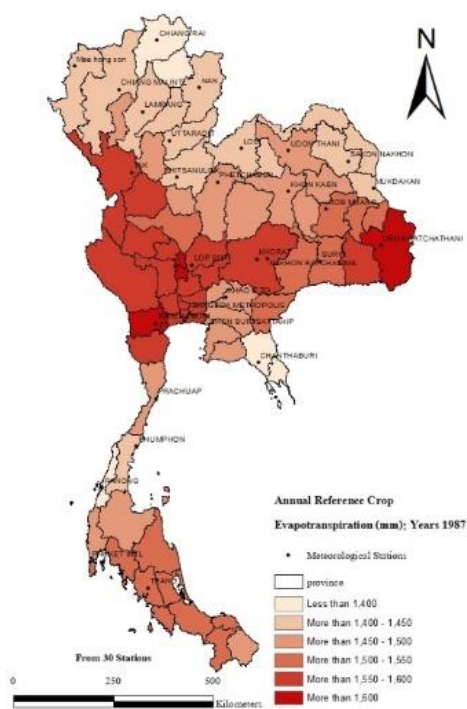 CHIANG RAI
N
Mae hong son
CHIANG MAI INTL
NAN
LAMPANG
UTTARADIT
LOEI
UDON THANI
SAKON NAKHON
TAK
PHITSANULOK
PHETCHABUN
KHON KAEN
MUKDAHAN
LOP BURI
KHORAT
NAKHON RATCHASIMA
SURIN
CHANTHABURI
PRACHUAP
CHUMPHON
RANONG
TRANG
Annual Reference Crop
Evapotranspiration (mm); Years 1987
• Meteorological Stations
province
Less than 1,400
More than 1,400 - 1,450
More than 1,450 - 1,500
More than 1,500 - 1,550
More than 1,550 - 1,600
More than 1,600
From 30 Stations
0 250 500
Kilometers